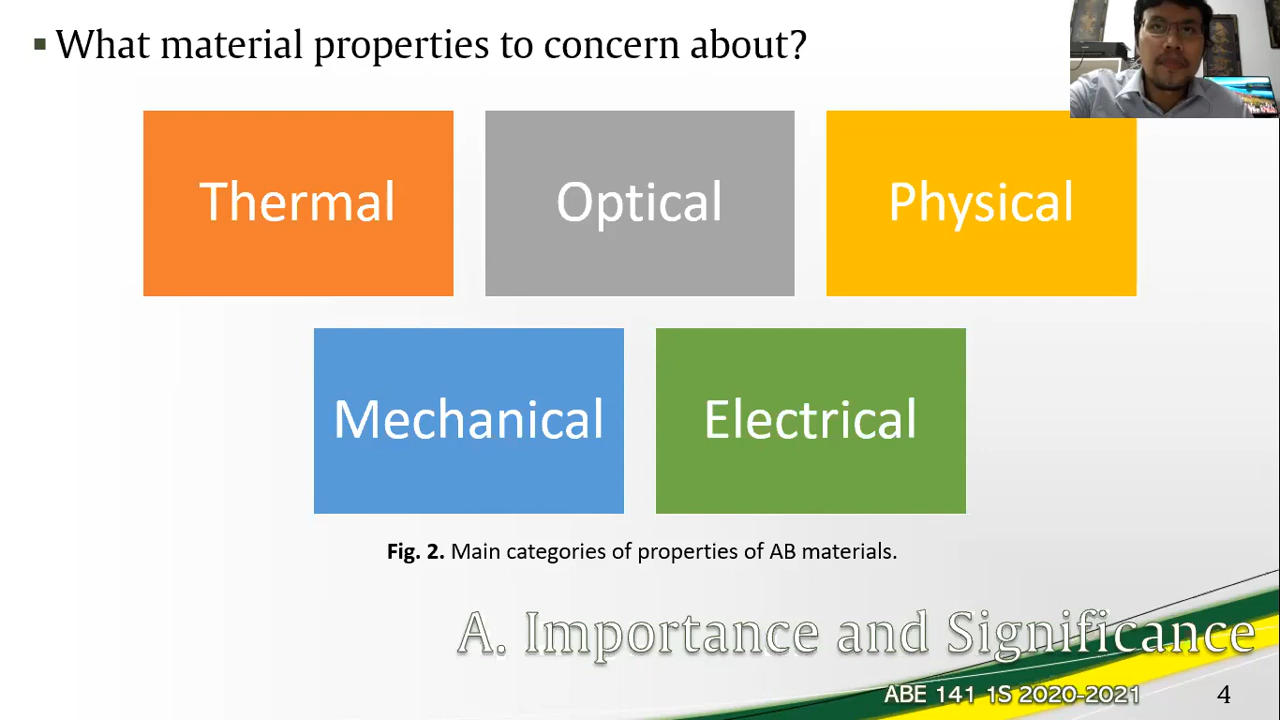 ▪ What material properties to concern about?
Thermal
Optical
Physical
Mechanical
Electrical
Fig. 2. Main categories of properties of AB materials.
A. Importance and Significance
ABE 141 1S 2020-2021
4